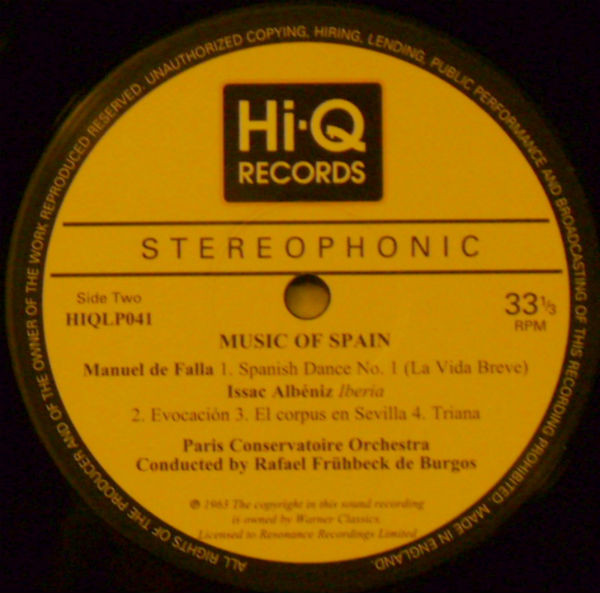 ALL RIGHTS OF THE PRODUCER AND OF THE OWNER OF THE WORK REPRODUCED RESERVED. UNAUTHORIZED COPYING, HIRING, LENDING, PUBLIC PERFORMANCE AND BROADCASTING OF THIS RECORDING PROHIBITED. MADE IN ENGLAND.
Hi-Q
RECORDS
STEREOPHONIC
Side Two
HIQLP041
33 1/3
RPM
MUSIC OF SPAIN
Manuel de Falla 1. Spanish Dance No. 1 (La Vida Breve)
Issac Albéniz Iberia
2. Evocación 3. El corpus en Sevilla 4. Triana
Paris Conservatoire Orchestra
Conducted by Rafael Frühbeck de Burgos
℗ 1963 The copyright in this sound recording
is owned by Warner Classics,
Licensed to Resonance Recordings Limited